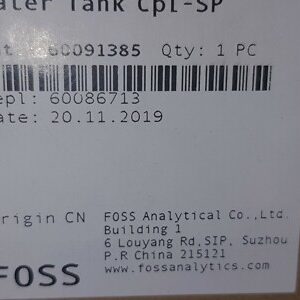 ater Tank Cpl-SP
t 60091385 Qty: 1 PC
epl: 60086713
ate: 20.11.2019
rigin CN FOSS Analytical Co.,Ltd.
Building 1
6 Louyang Rd,SIP, Suzhou
P.R China 215121
www.fossanalytics.com
FOSS